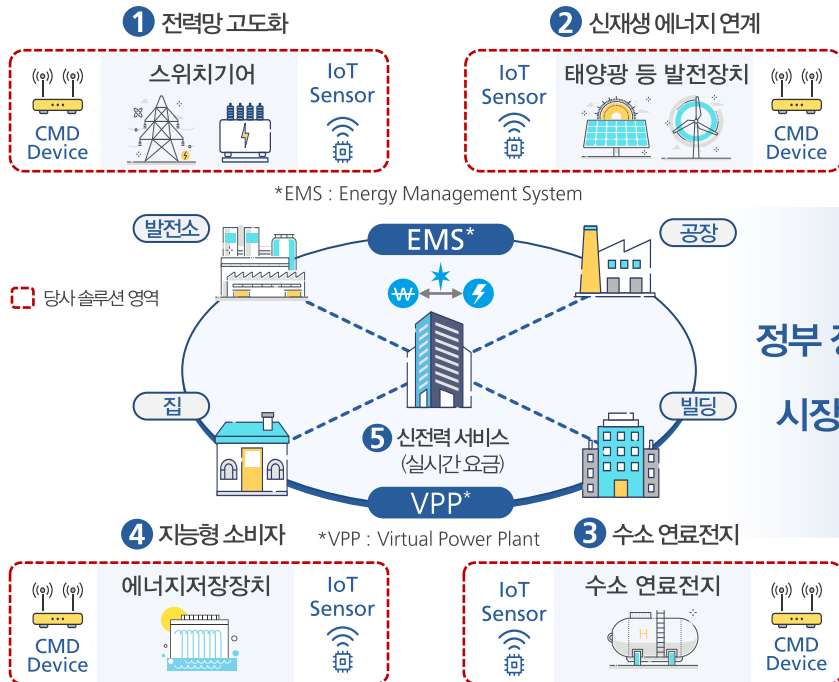 1 전력망 고도화
2 신재생 에너지 연계
CMD
Device
스위치기어
IoT
Sensor
IoT
Sensor
태양광 등 발전장치
CMD
Device
*EMS : Energy Management System
발전소
EMS*
공장
₩
당사 솔루션 영역
정부 정
집
빌딩
시장
5 신전력 서비스
(실시간 요금)
VPP*
4 지능형 소비자
*VPP : Virtual Power Plant
3 수소 연료전지
CMD
Device
에너지저장장치
IoT
Sensor
IoT
Sensor
수소 연료전지
H
CMD
Device